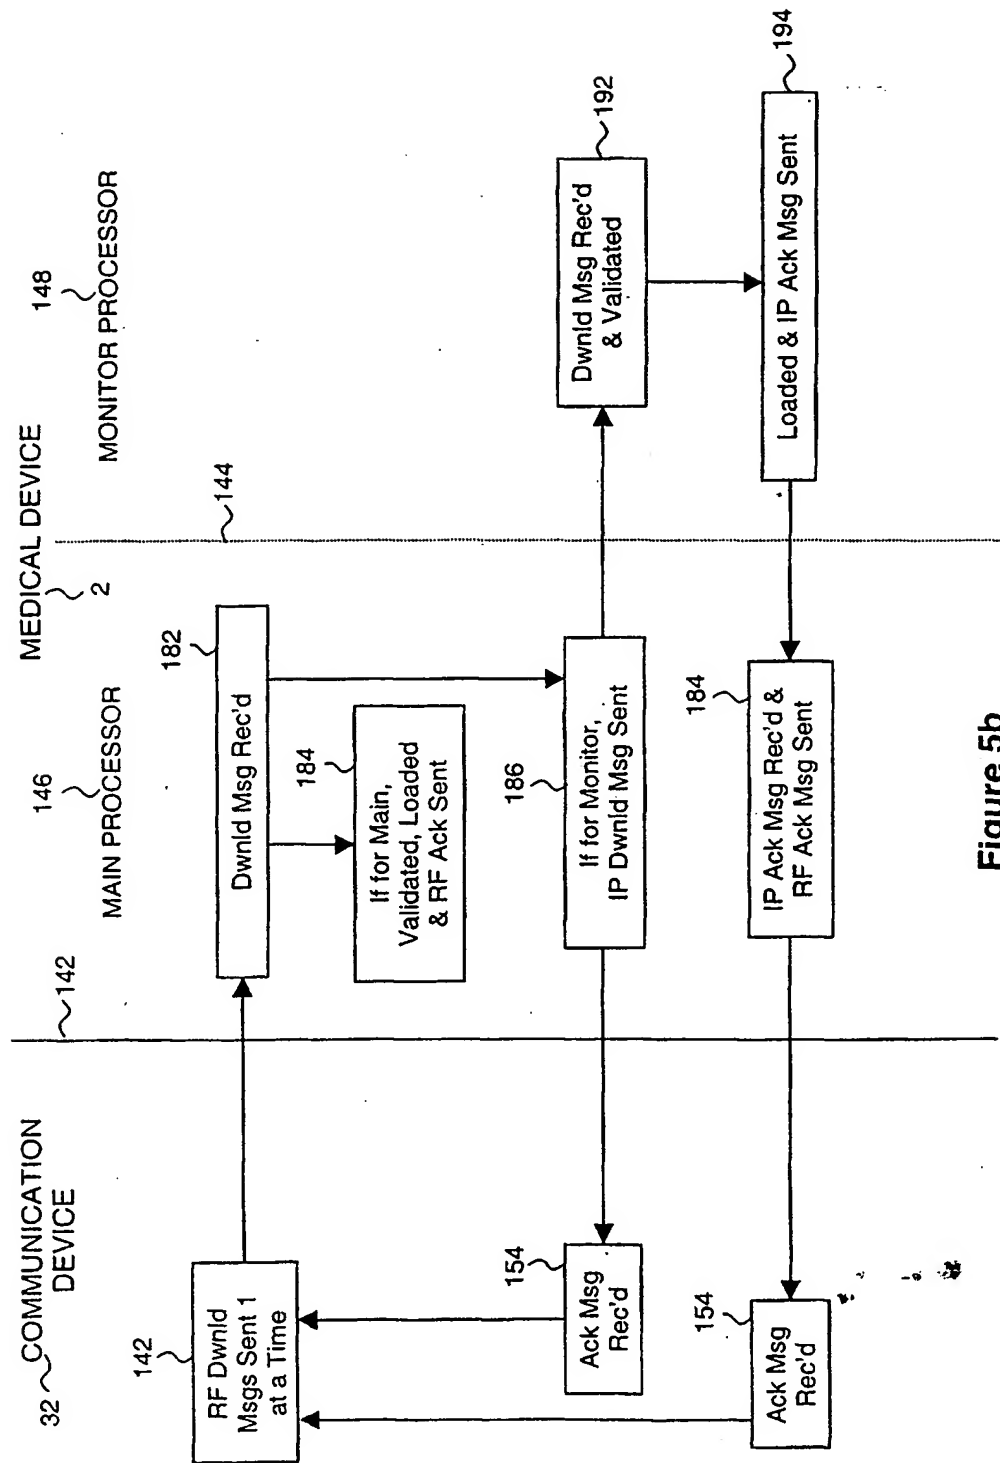 MEDICAL DEVICE
2
32
COMMUNICATION
DEVICE
146
MAIN PROCESSOR
148
MONITOR PROCESSOR
142
144
142
RF Dwnld
Msgs Sent 1
at a Time
182
Dwnld Msg Rec'd
184
If for Main,
Validated, Loaded
& RF Ack Sent
154
Ack Msg
Rec'd
186
If for Monitor,
IP Dwnld Msg Sent
192
Dwnld Msg Rec'd
& Validated
154
Ack Msg
Rec'd
184
IP Ack Msg Rec'd &
RF Ack Msg Sent
194
Loaded & IP Ack Msg Sent
Figure 5b